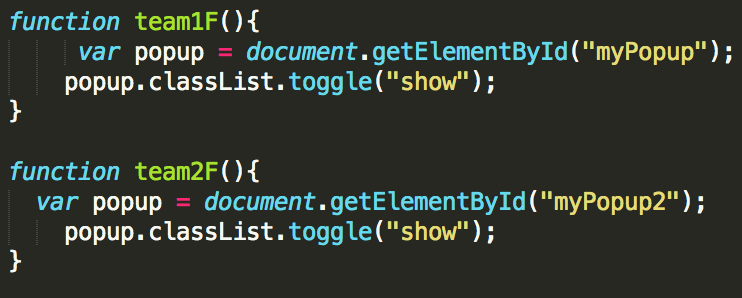 function team1F(){
     var popup = document.getElementById("myPopup");
    popup.classList.toggle("show");
}

function team2F(){
  var popup = document.getElementById("myPopup2");
    popup.classList.toggle("show");
}